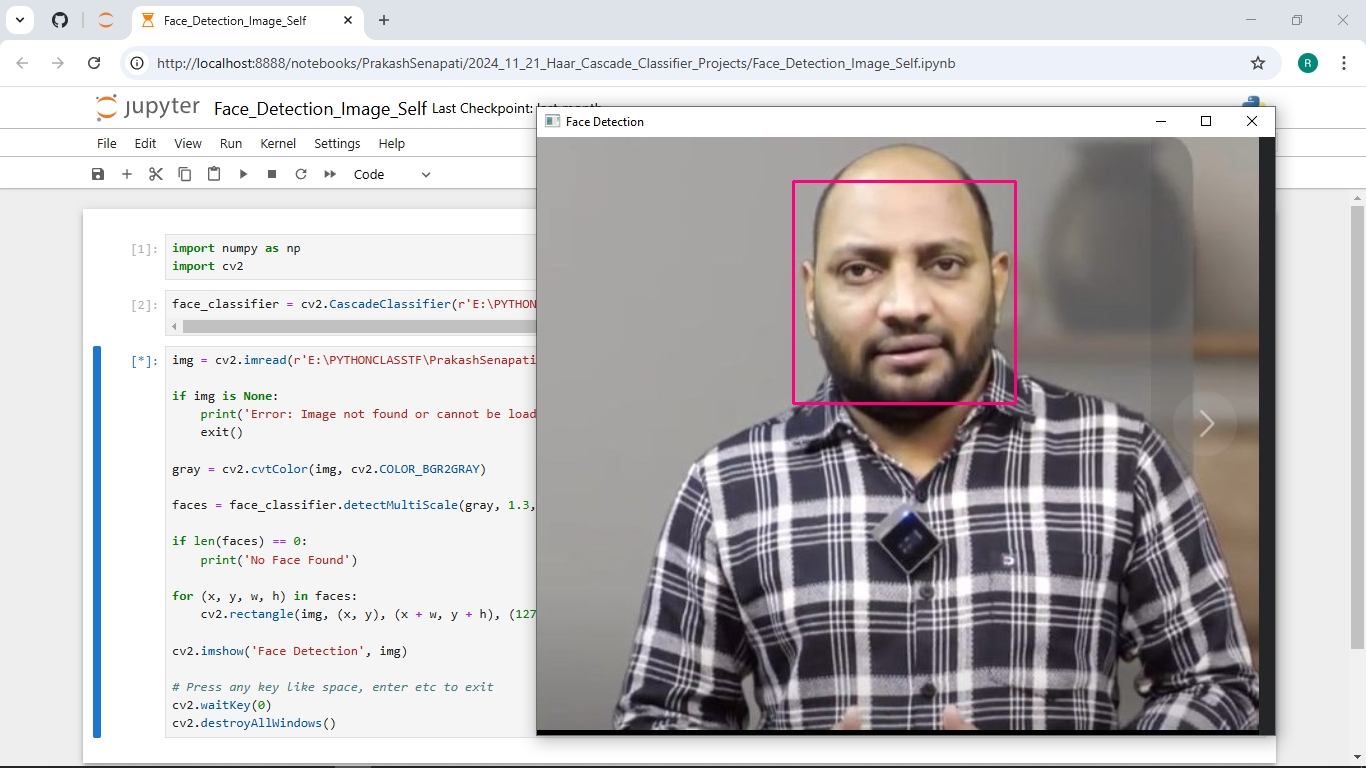 Face_Detection_Image_Self
http://localhost:8888/notebooks/PrakashSenapati/2024_11_21_Haar_Cascade_Classifier_Projects/Face_Detection_Image_Self.ipynb
R
jupyter Face_Detection_Image_Self Last Checkpoint: last month
Face Detection
File Edit View Run Kernel Settings Help
Code
[1]: import numpy as np
import cv2
[2]: face_classifier = cv2.CascadeClassifier(r'E:\PYTHON
[*]: img = cv2.imread(r'E:\PYTHONCLASSTF\PrakashSenapati
if img is None:
print('Error: Image not found or cannot be load
exit()
gray = cv2.cvtColor(img, cv2.COLOR_BGR2GRAY)
faces = face_classifier.detectMultiScale(gray, 1.3,
if len(faces) == 0:
print('No Face Found')
for (x, y, w, h) in faces:
cv2.rectangle(img, (x, y), (x + w, y + h), (127
cv2.imshow('Face Detection', img)
# Press any key like space, enter etc to exit
cv2.waitKey(0)
cv2.destroyAllWindows()